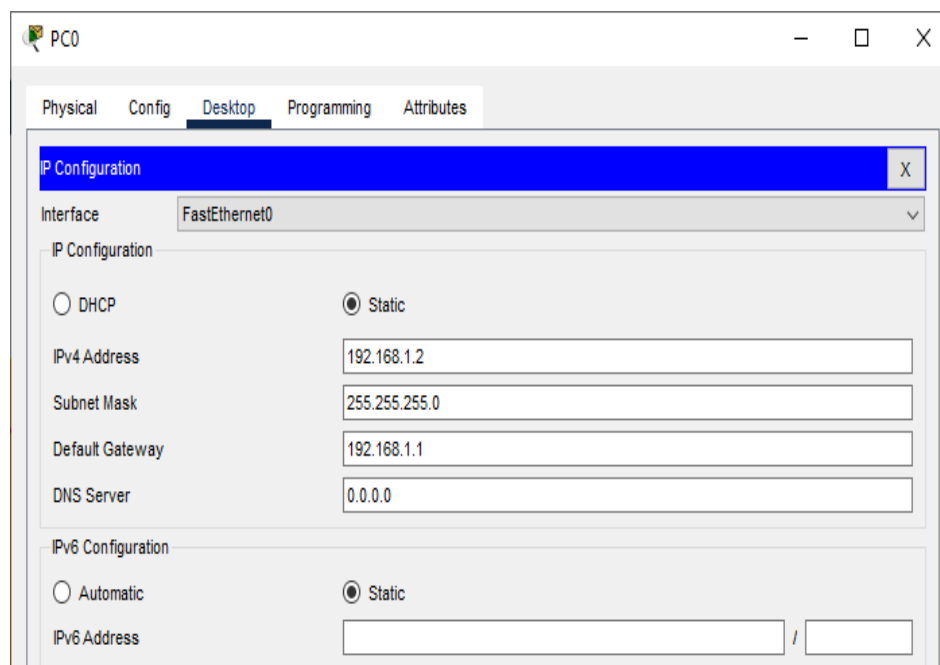 PC0
Physical Config Desktop Programming Attributes
IP Configuration X
Interface FastEthernet0
IP Configuration
DHCP Static
IPv4 Address 192.168.1.2
Subnet Mask 255.255.255.0
Default Gateway 192.168.1.1
DNS Server 0.0.0.0
IPv6 Configuration
Automatic Static
IPv6 Address /